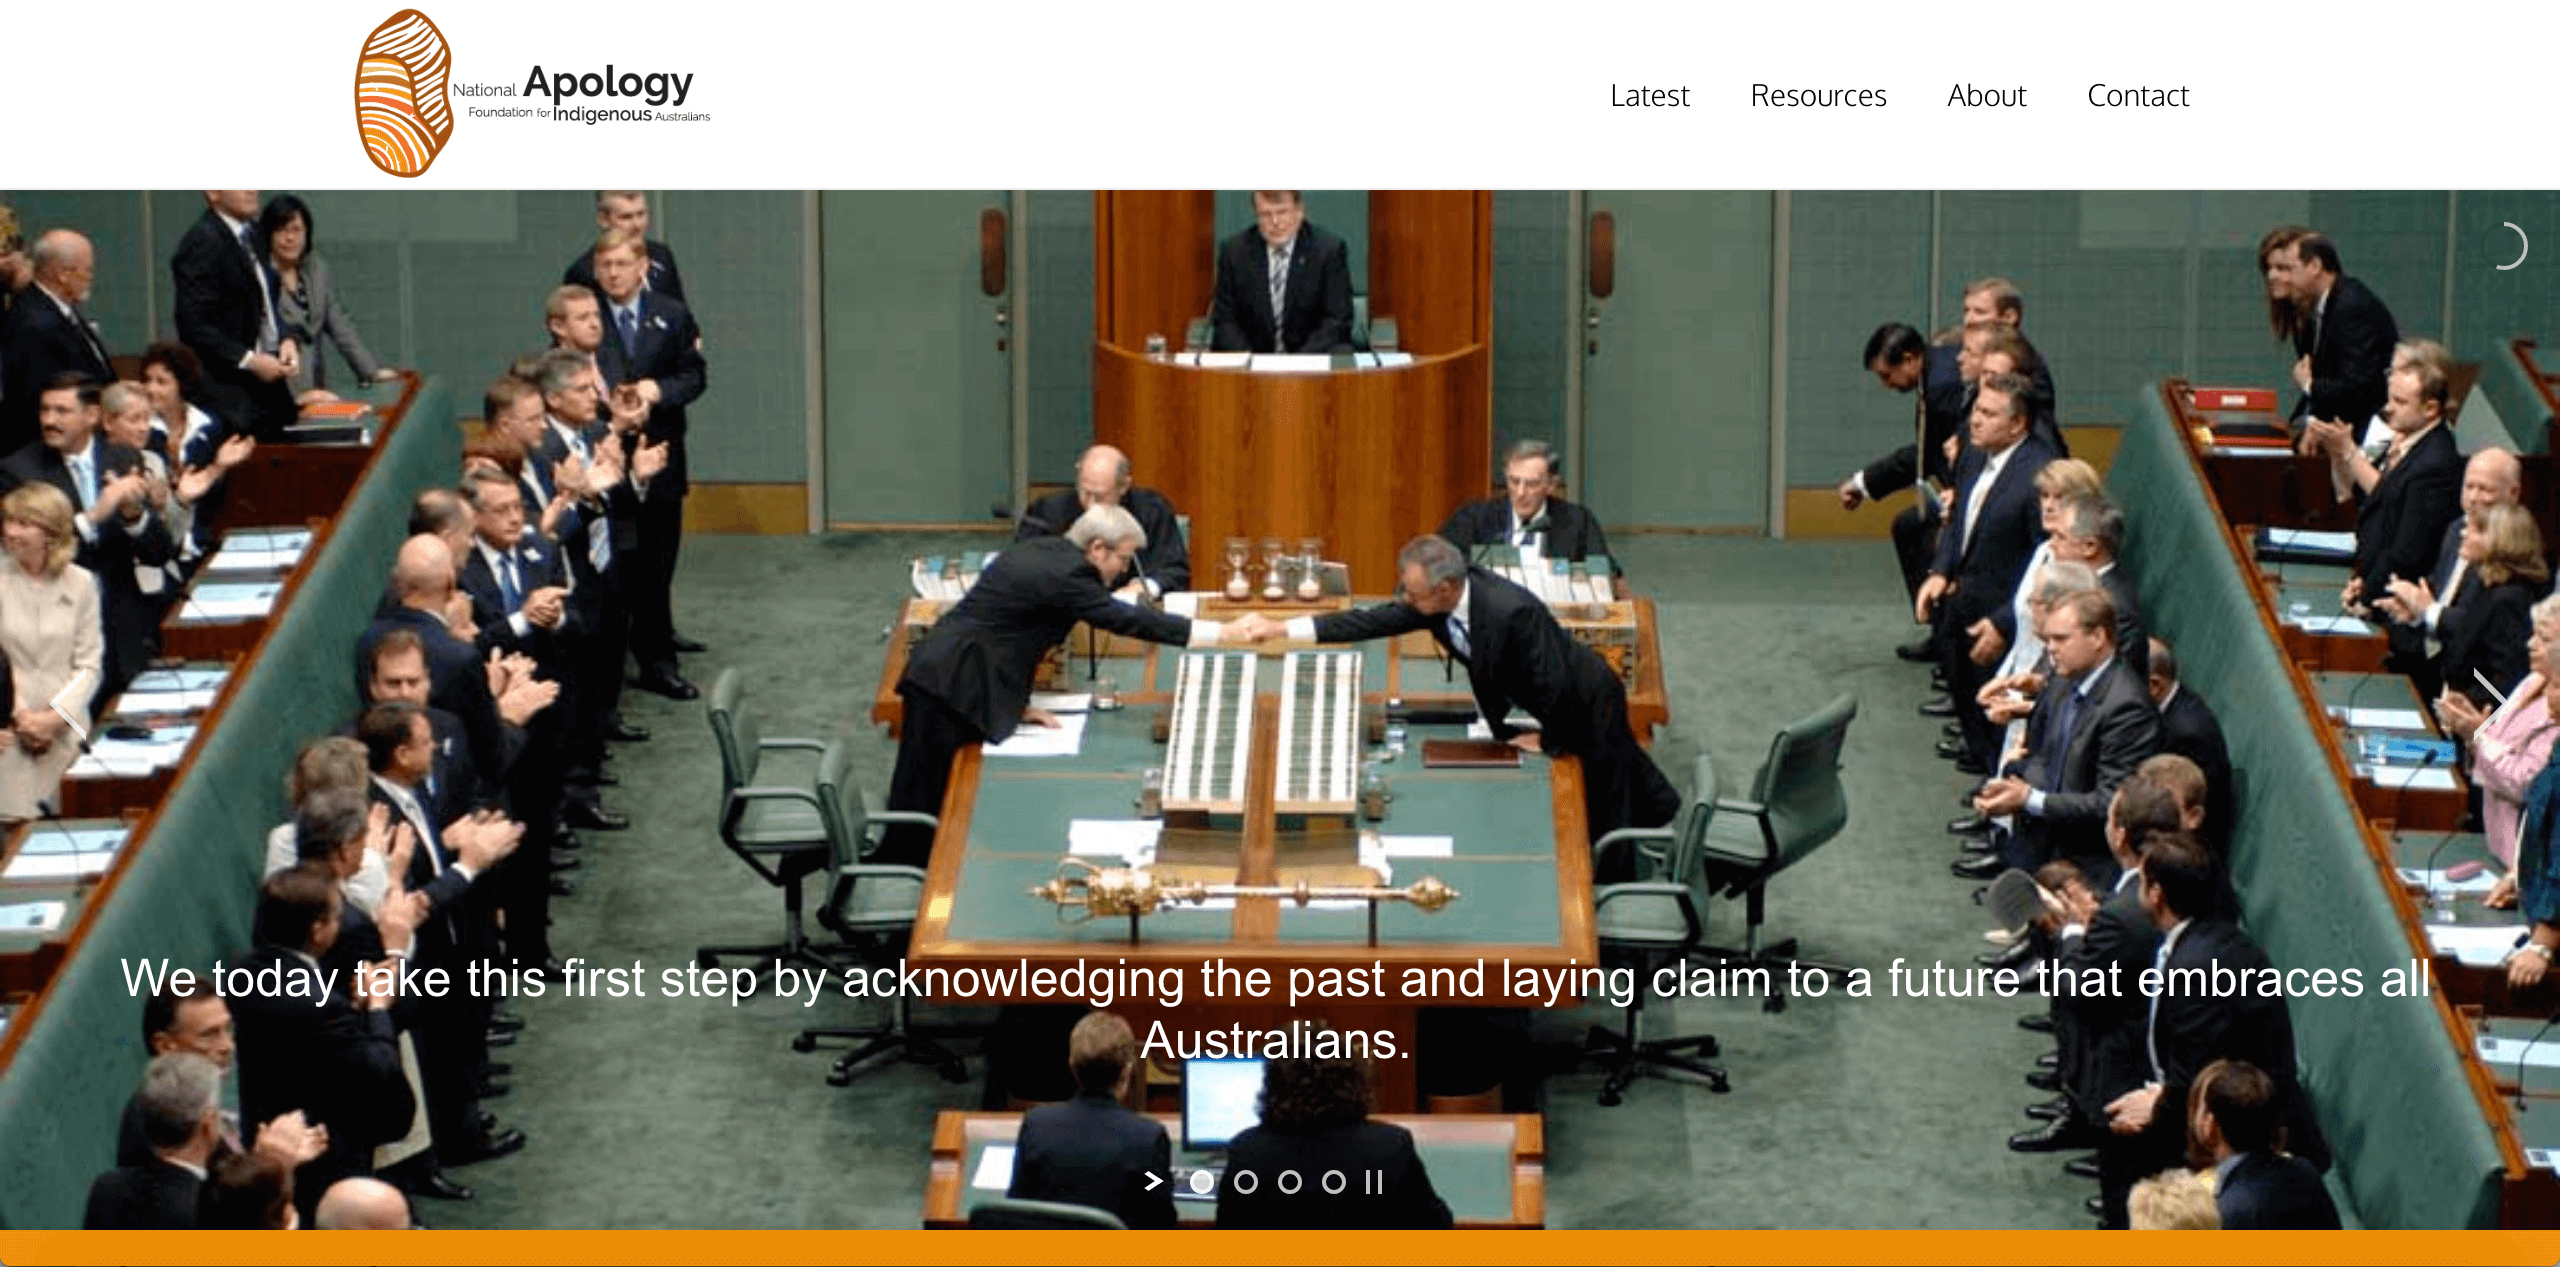 National Apology
Foundation for Indigenous Australians
Latest
Resources
About
Contact
We today take this first step by acknowledging the past and laying claim to a future that embraces all
Australians.